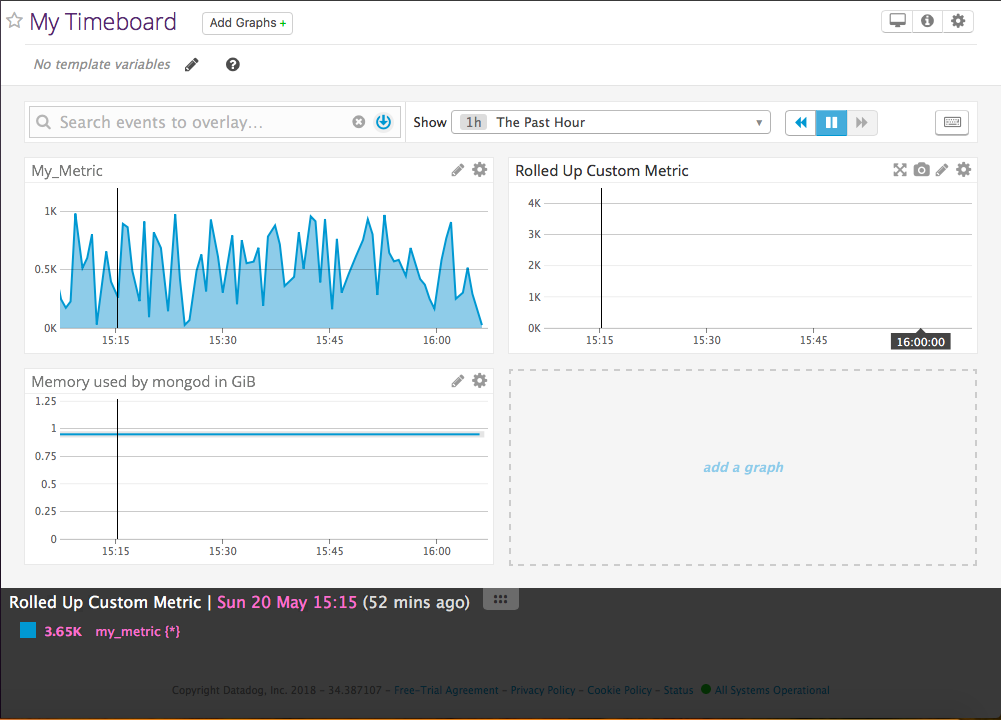 My Timeboard Add Graphs +
No template variables
Search events to overlay... Show 1h The Past Hour
My_Metric
1K
0.5K
0K
15:15 15:30 15:45 16:00
Rolled Up Custom Metric
4K
3K
2K
1K
0K
15:15 15:30 15:45 16:00:00
Memory used by mongod in GiB
1.25
1
0.75
0.5
0.25
0
15:15 15:30 15:45 16:00
add a graph
Rolled Up Custom Metric | Sun 20 May 15:15 (52 mins ago)
3.65K my_metric {*}
Copyright Datadog, Inc. 2018 - 34.387107 - Free-Trial Agreement - Privacy Policy - Cookie Policy - Status All Systems Operational